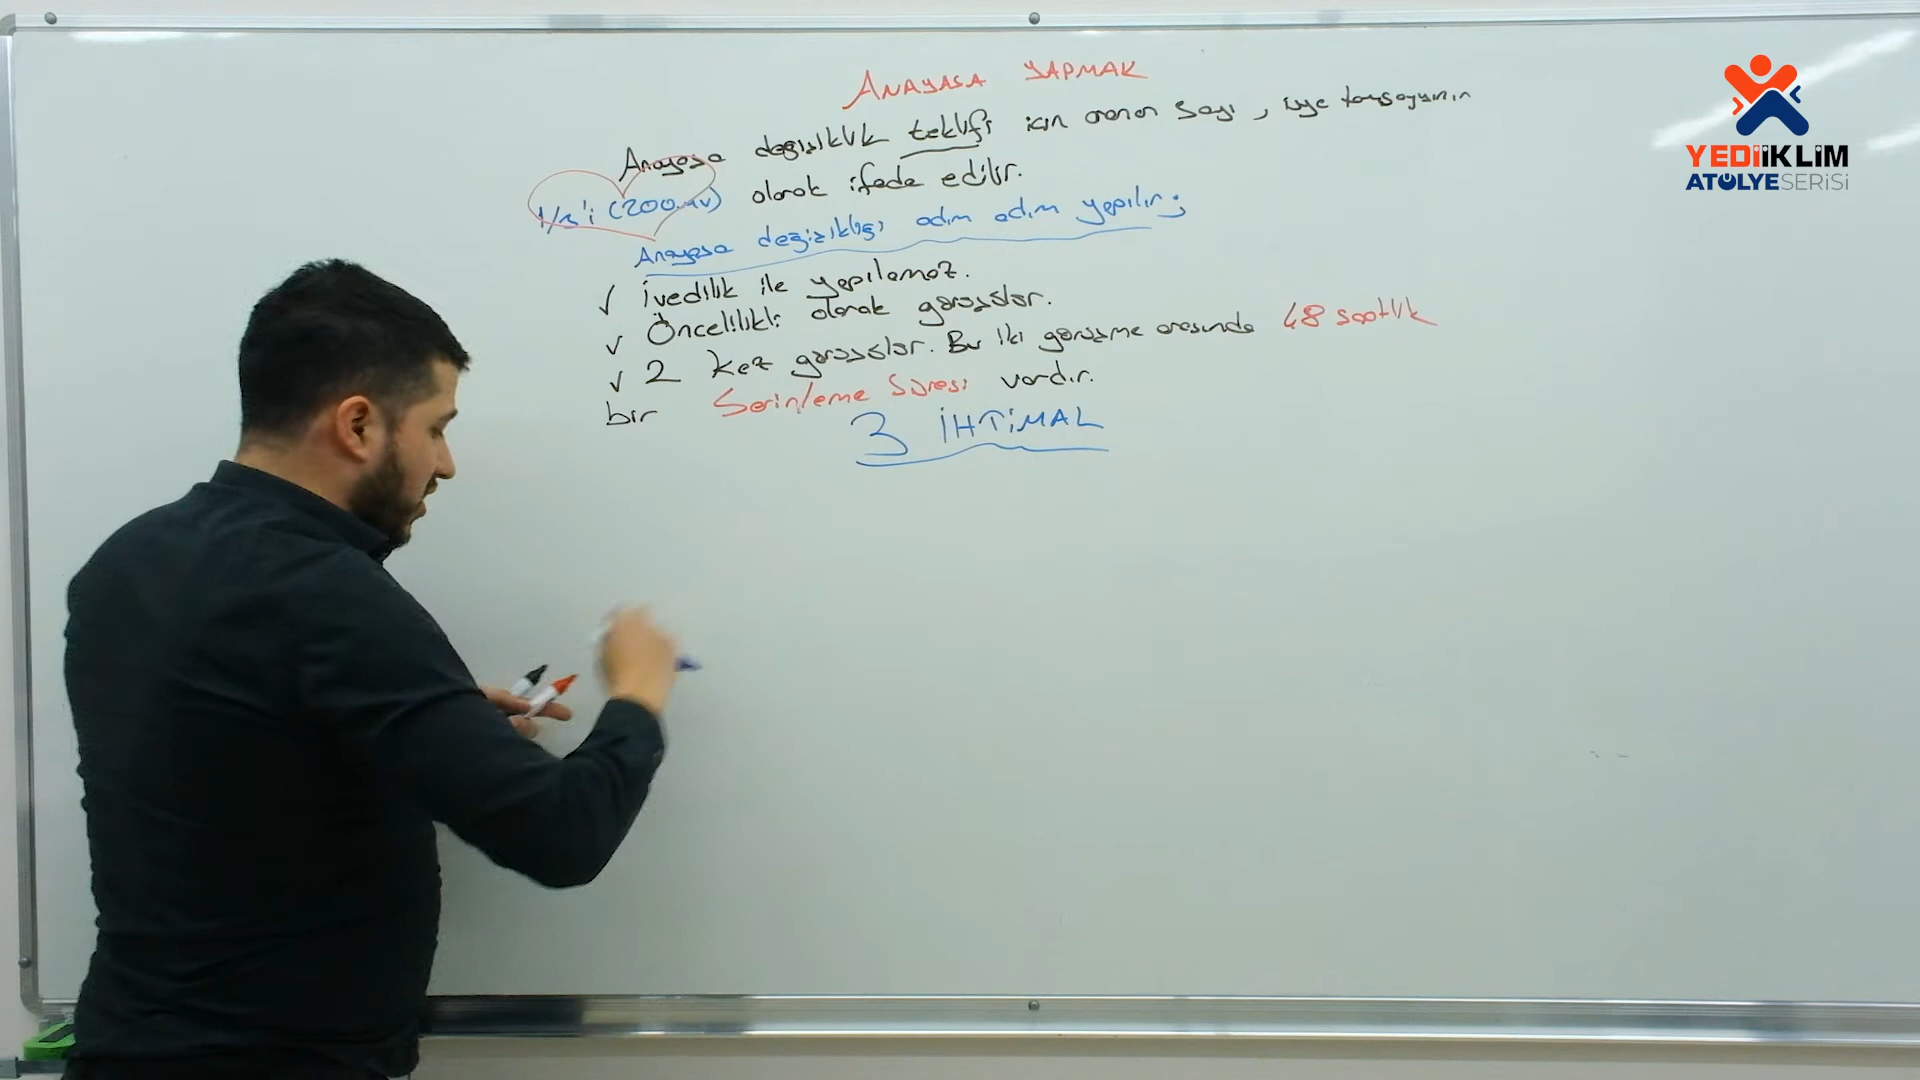 ANAYASA YAPMAK
Anayasa değişiklik teklifi için aranan sayı, üye tamsayısının
1/3'i (200 mv) olarak ifade edilir.
Anayasa değişikliği adım adım yapılır;
✓ İvedilik ile yapılamaz.
✓ Öncelikli olarak görüşülür.
✓ 2 kez görüşülür. Bu iki görüşme arasında 48 saatlik
bir Serinleme Süresi vardır.
3 İHTİMAL
YEDİİKLİM
ATÖLYE SERİSİ